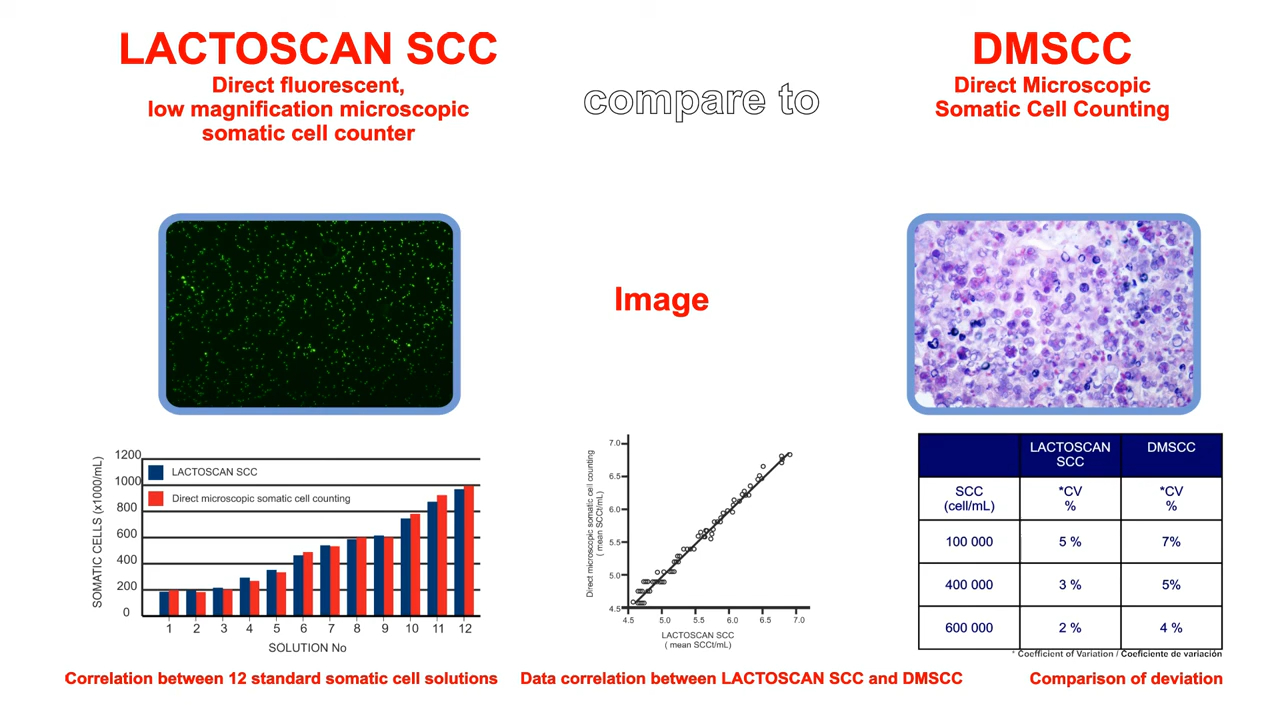 LACTOSCAN SCC
Direct fluorescent,
low magnification microscopic
somatic cell counter
compare to
DMSCC
Direct Microscopic
Somatic Cell Counting
Image
SOMATIC CELLS (x1000/mL)
1200
1000
800
600
400
200
0
LACTOSCAN SCC
Direct microscopic somatic cell counting
1 2 3 4 5 6 7 8 9 10 11 12
SOLUTION No
Correlation between 12 standard somatic cell solutions
Direct microscopic somatic cell counting
( mean SCCt/mL)
7.0
6.5
6.0
5.5
5.0
4.5
4.5 5.0 5.5 6.0 6.5 7.0
LACTOSCAN SCC
( mean SCCt/mL)
Data correlation between LACTOSCAN SCC and DMSCC
LACTOSCAN SCC DMSCC
SCC (cell/mL) *CV % *CV %
100 000 5 % 7%
400 000 3 % 5%
600 000 2 % 4 %
* Coefficient of Variation / Coeficiente de variación
Comparison of deviation